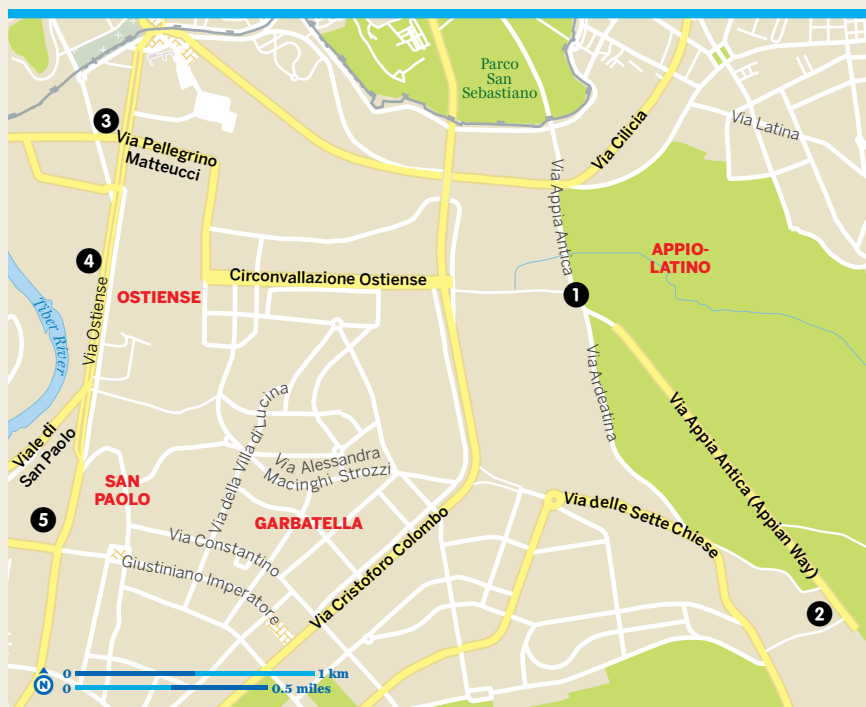 Parco
San
Sebastiano
Via Latina
Via Cilicia
3
Via Pellegrino
Matteucci
Via Appia Antica
APPIO-
LATINO
4
Circonvallazione Ostiense
OSTIENSE
1
Tiber River
Via Ostiense
Via Ardeatina
Via della Villa di Lucina
Via Alessandra
Macinghi Strozzi
Via Appia Antica (Appian Way)
Viale di
San Paolo
SAN
PAOLO
5
GARBATELLA
Via delle Sette Chiese
Via Constantino
Giustiniano Imperatore
Via Cristoforo Colombo
2
N
0 1 km
0 0.5 miles